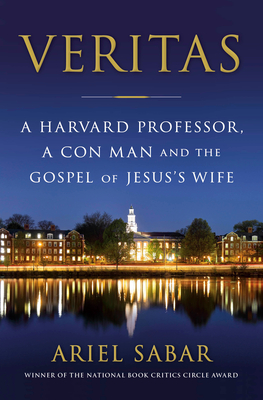 VERITAS
A HARVARD PROFESSOR,
A CON MAN AND THE
GOSPEL OF JESUS'S WIFE
ARIEL SABAR
WINNER OF THE NATIONAL BOOK CRITICS CIRCLE AWARD